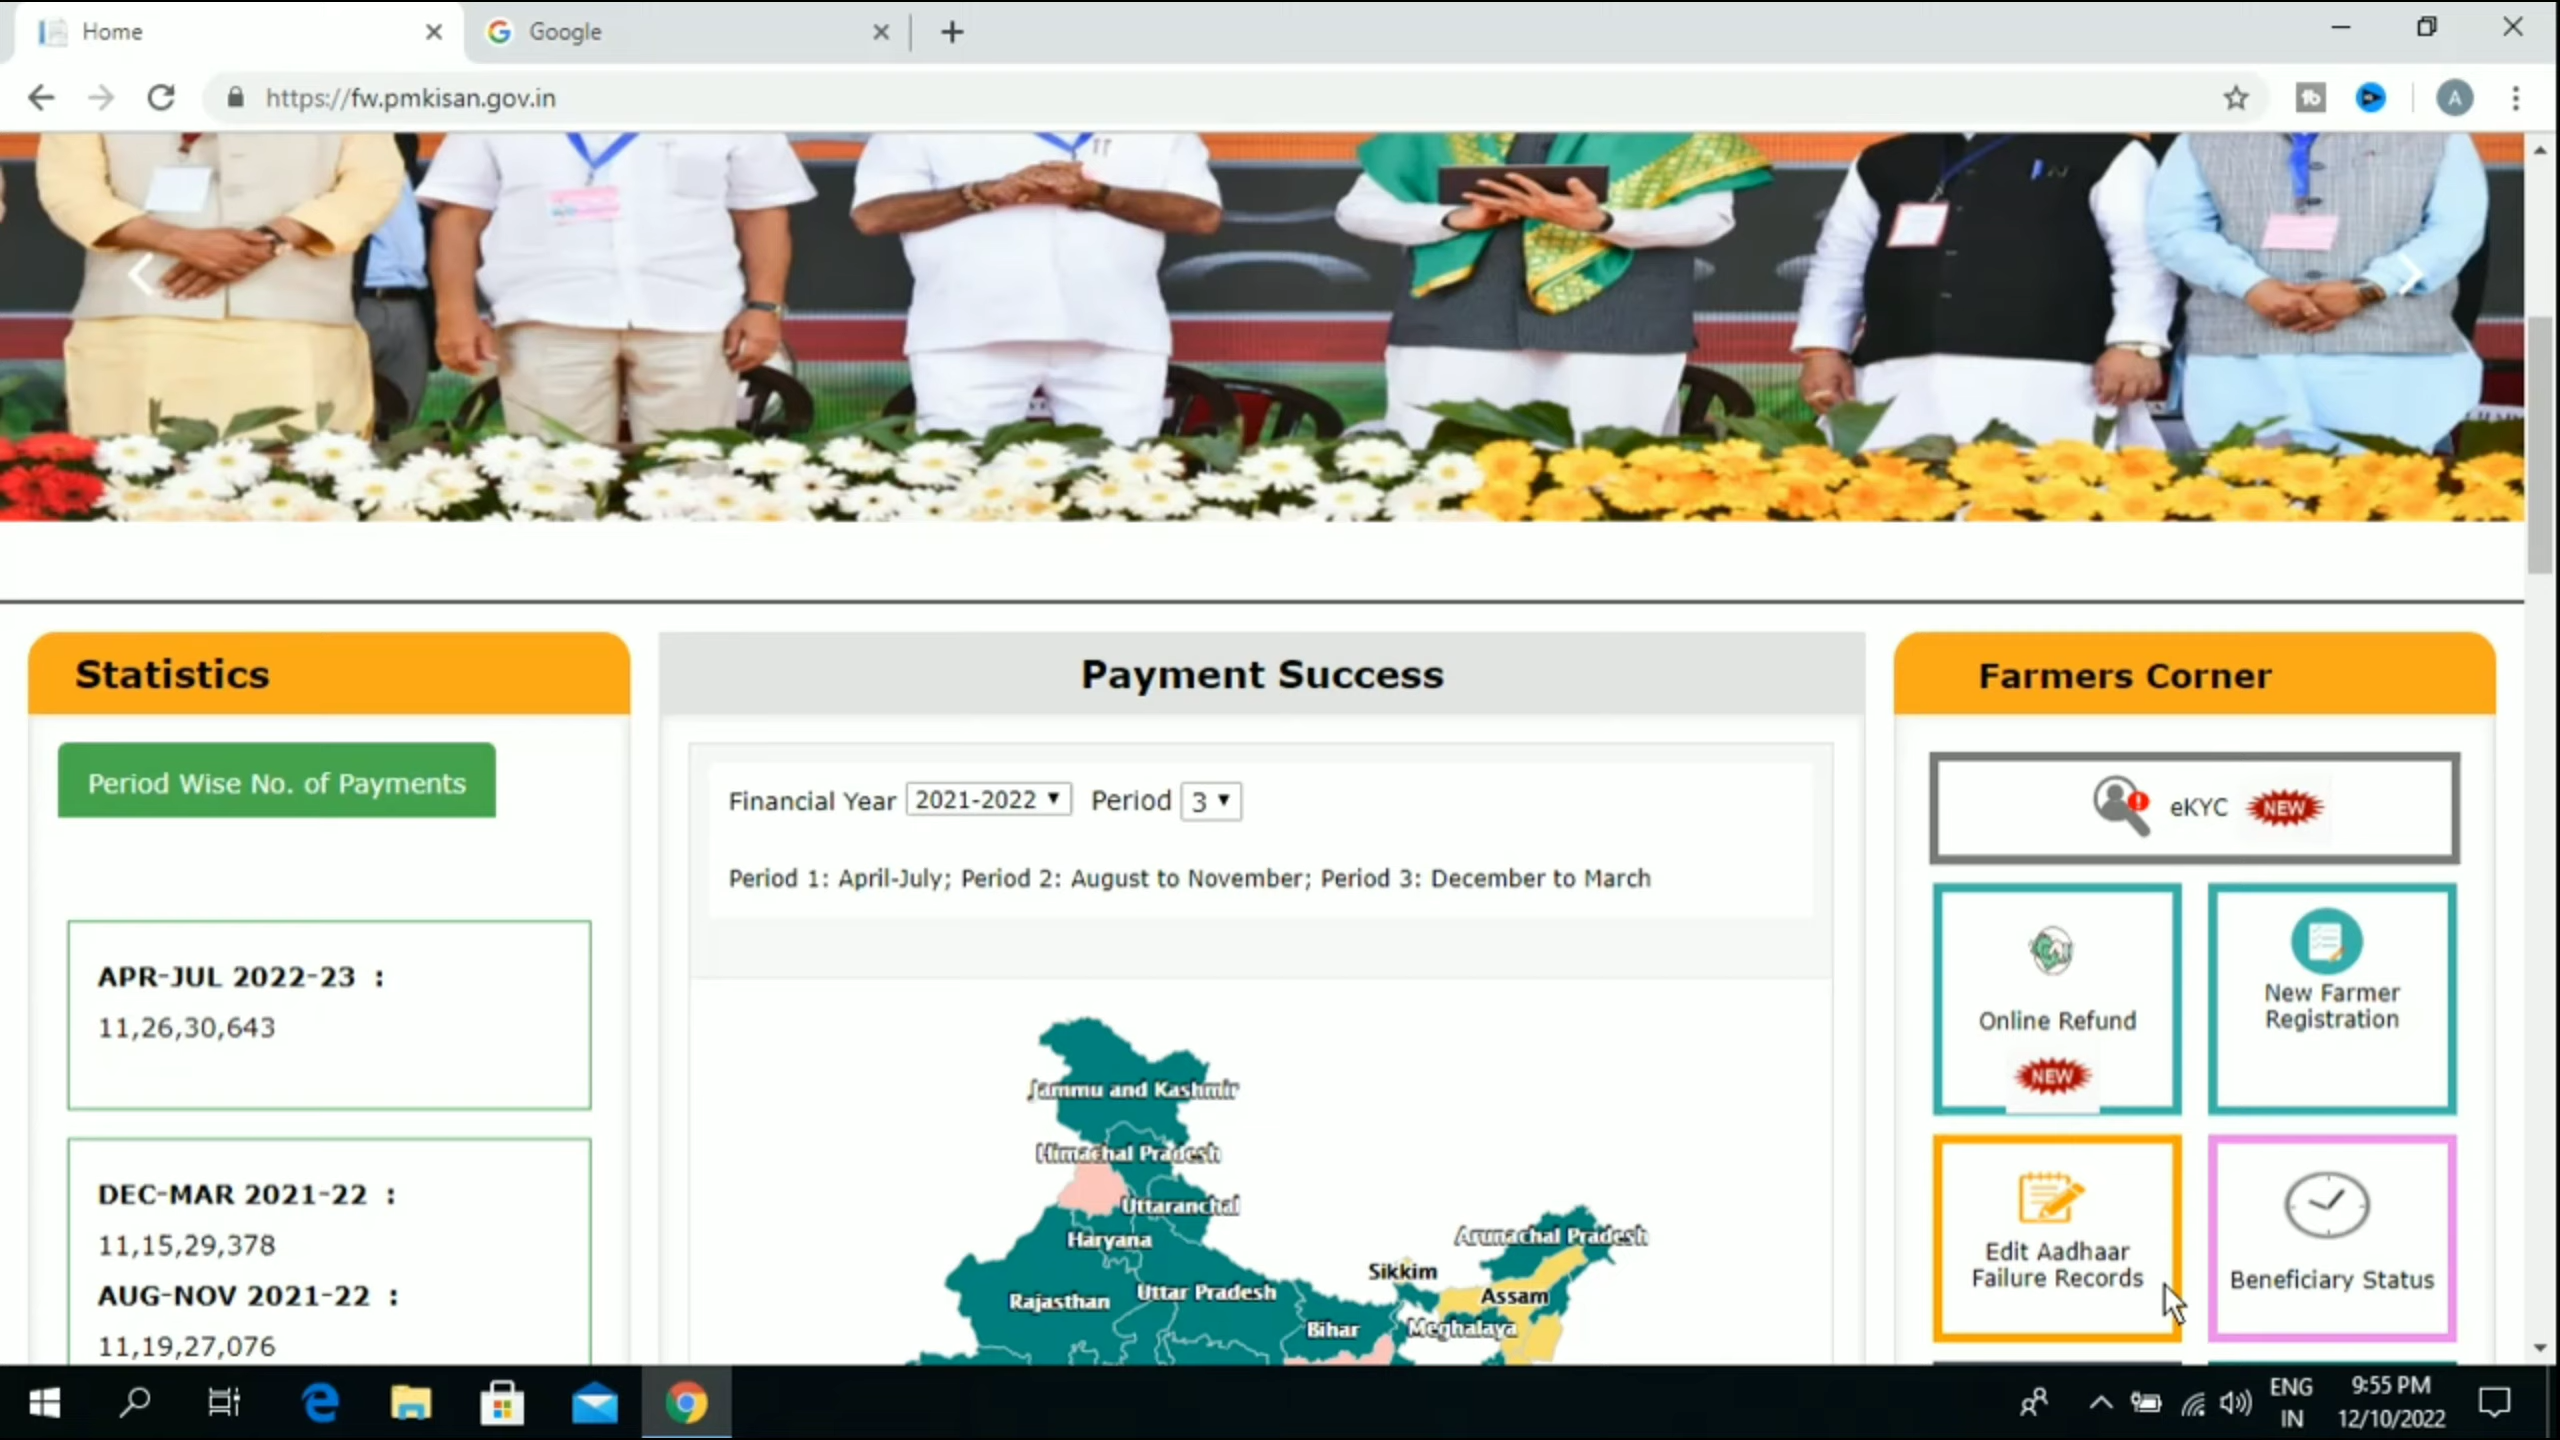 Home
Google
https://fw.pmkisan.gov.in
A
Statistics
Period Wise No. of Payments
APR-JUL 2022-23 :
11,26,30,643
DEC-MAR 2021-22 :
11,15,29,378
AUG-NOV 2021-22 :
11,19,27,076
Payment Success
Financial Year 2021-2022 Period 3
Period 1: April-July; Period 2: August to November; Period 3: December to March
Jammu and Kashmir
Himachal Pradesh
Uttaranchal
Haryana
Arunachal Pradesh
Sikkim
Rajasthan
Uttar Pradesh
Assam
Bihar
Meghalaya
Farmers Corner
eKYC NEW
Online Refund
NEW
New Farmer
Registration
Edit Aadhaar
Failure Records
Beneficiary Status
ENG
IN
9:55 PM
12/10/2022